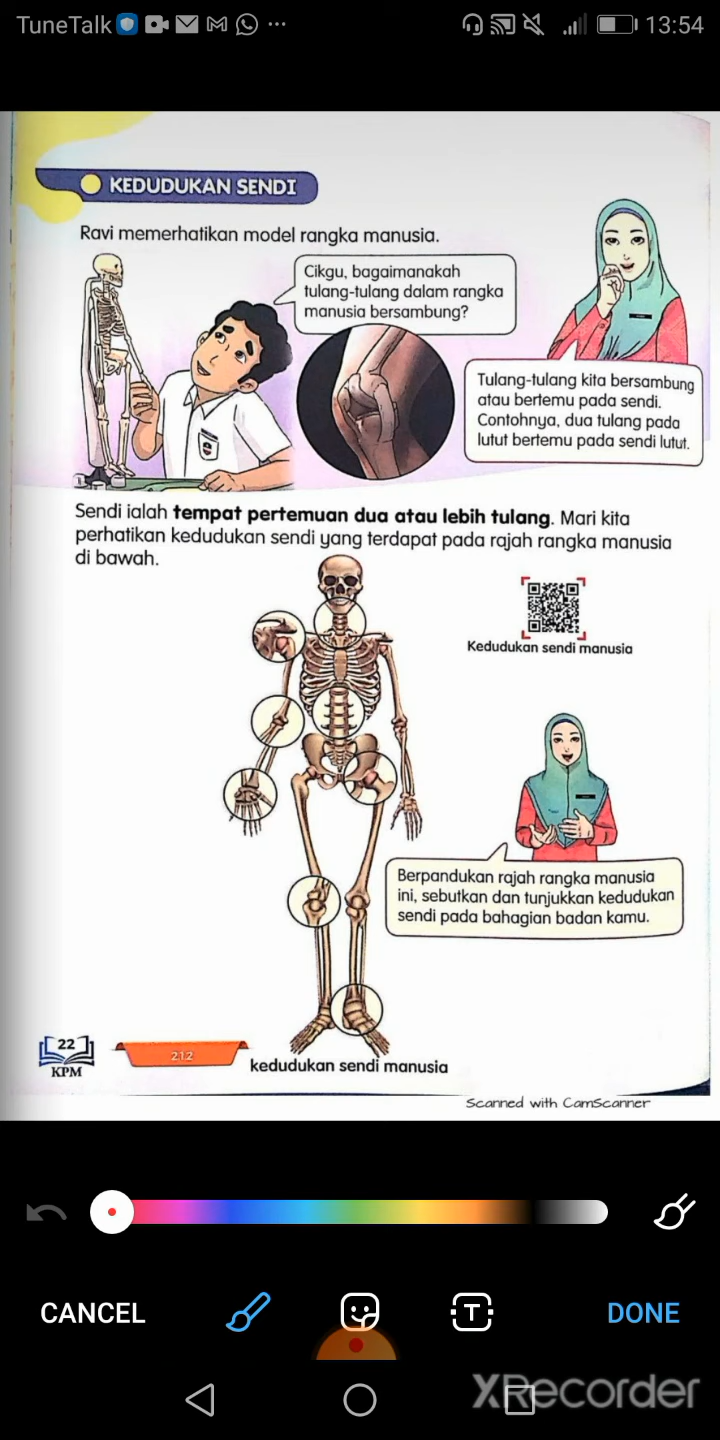 TuneTalk
13:54
KEDUDUKAN SENDI
Ravi memerhatikan model rangka manusia.
Cikgu, bagaimanakah
tulang-tulang dalam rangka
manusia bersambung?
Tulang-tulang kita bersambung
atau bertemu pada sendi.
Contohnya, dua tulang pada
lutut bertemu pada sendi lutut.
Sendi ialah tempat pertemuan dua atau lebih tulang. Mari kita
perhatikan kedudukan sendi yang terdapat pada rajah rangka manusia
di bawah.
Kedudukan sendi manusia
Berpandukan rajah rangka manusia
ini, sebutkan dan tunjukkan kedudukan
sendi pada bahagian badan kamu.
22
KPM
2.1.2
kedudukan sendi manusia
Scanned with CamScanner
CANCEL
T
DONE
XRecorder